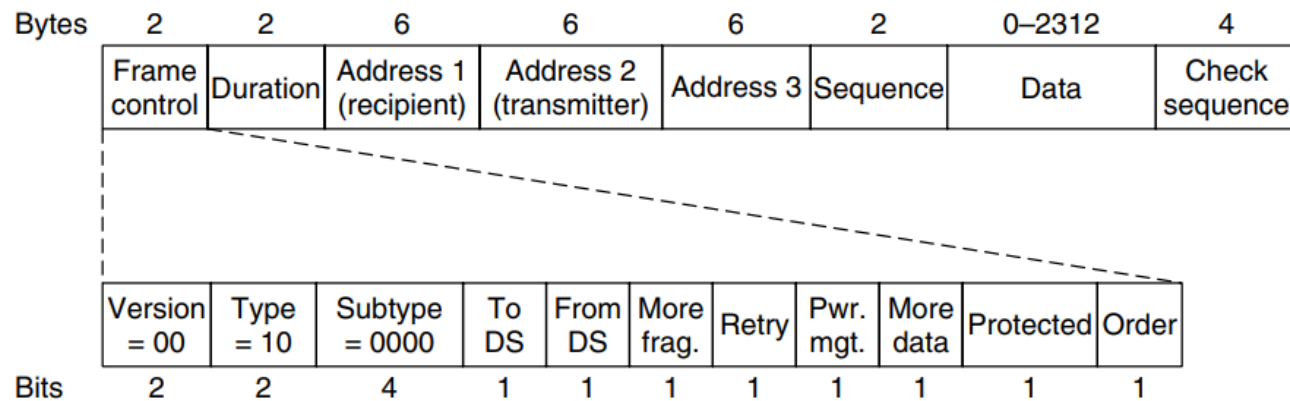 Bytes 2 2 6 6 6 2 0–2312 4
Frame control Duration Address 1 (recipient) Address 2 (transmitter) Address 3 Sequence Data Check sequence
Version = 00 Type = 10 Subtype = 0000 To DS From DS More frag. Retry Pwr. mgt. More data Protected Order
Bits 2 2 4 1 1 1 1 1 1 1 1